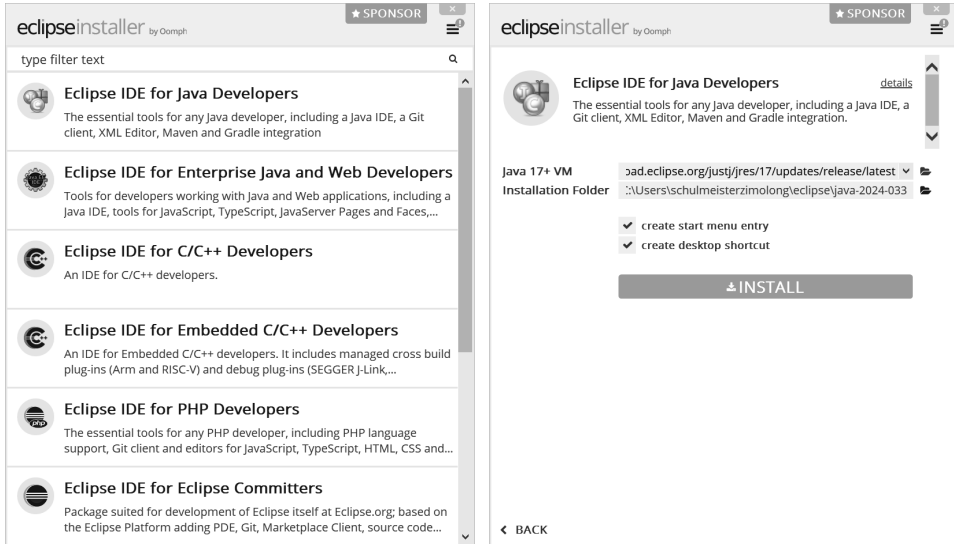 ★ SPONSOR
×
eclipseinstaller by Oomph
type filter text
Eclipse IDE for Java Developers
The essential tools for any Java developer, including a Java IDE, a Git
client, XML Editor, Maven and Gradle integration
Eclipse IDE for Enterprise Java and Web Developers
Tools for developers working with Java and Web applications, including a
Java IDE, tools for JavaScript, TypeScript, JavaServer Pages and Faces,...
Eclipse IDE for C/C++ Developers
An IDE for C/C++ developers.
Eclipse IDE for Embedded C/C++ Developers
An IDE for Embedded C/C++ developers. It includes managed cross build
plug-ins (Arm and RISC-V) and debug plug-ins (SEGGER J-Link,...
php
Eclipse IDE for PHP Developers
The essential tools for any PHP developer, including PHP language
support, Git client and editors for JavaScript, TypeScript, HTML, CSS and...
Eclipse IDE for Eclipse Committers
Package suited for development of Eclipse itself at Eclipse.org; based on
the Eclipse Platform adding PDE, Git, Marketplace Client, source code...
★ SPONSOR
×
eclipseinstaller by Oomph
Eclipse IDE for Java Developers
details
The essential tools for any Java developer, including a Java IDE, a
Git client, XML Editor, Maven and Gradle integration.
Java 17+ VM
oad.eclipse.org/justj/jres/17/updates/release/latest
Installation Folder
:\Users\schulmeisterzimolong\eclipse\java-2024-033
create start menu entry
create desktop shortcut
INSTALL
BACK